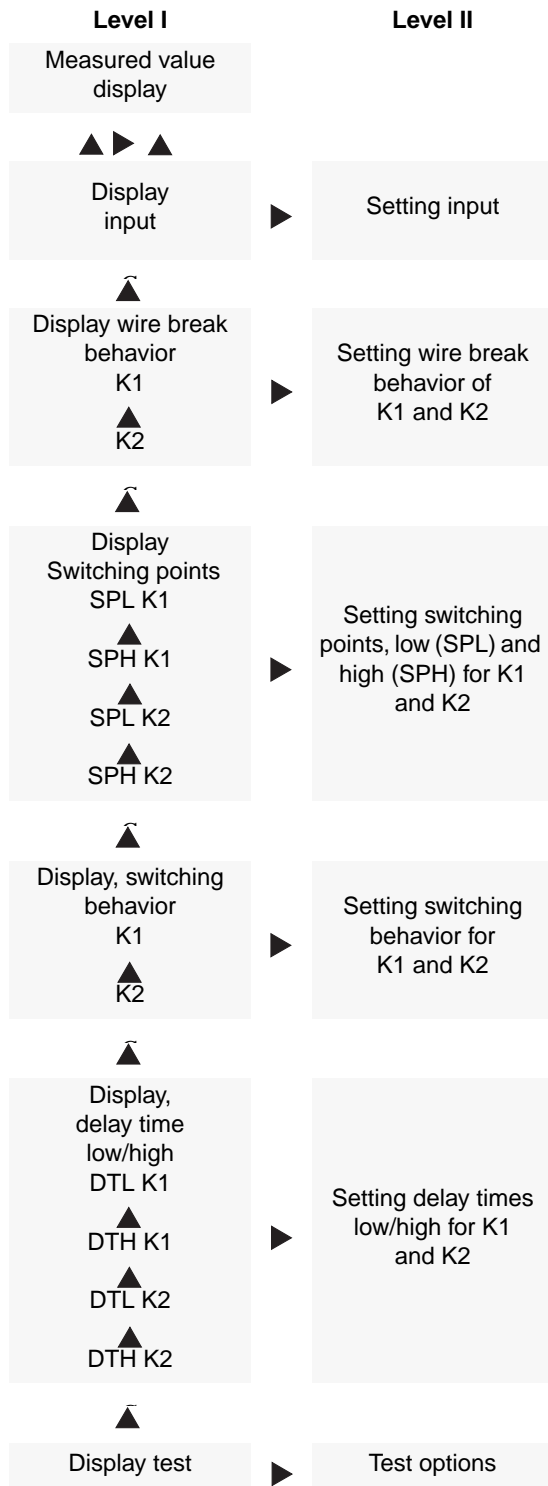 Level I
Level II
Measured value
display
▲ ▶ ▲
Display
input
▶
Setting input
▲
Display wire break
behavior
K1
▲
K2
▶
Setting wire break
behavior of
K1 and K2
▲
Display
Switching points
SPL K1
▲
SPH K1
▲
SPL K2
▲
SPH K2
▶
Setting switching
points, low (SPL) and
high (SPH) for K1
and K2
▲
Display, switching
behavior
K1
▲
K2
▶
Setting switching
behavior for
K1 and K2
▲
Display,
delay time
low/high
DTL K1
▲
DTH K1
▲
DTL K2
▲
DTH K2
▶
Setting delay times
low/high for K1
and K2
▲
Display test
▶
Test options